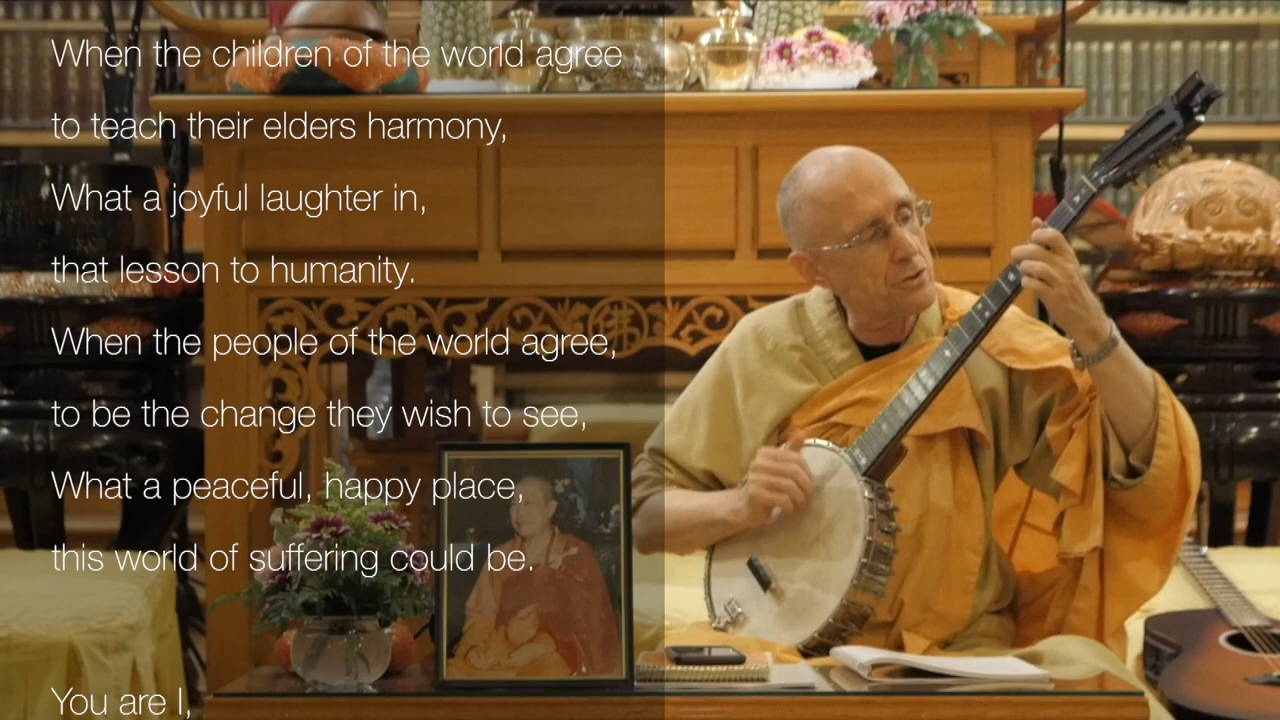 When the children of the world agree
to teach their elders harmony,
What a joyful laughter in,
that lesson to humanity.
When the people of the world agree,
to be the change they wish to see,
What a peaceful, happy place,
this world of suffering could be.
You are I,